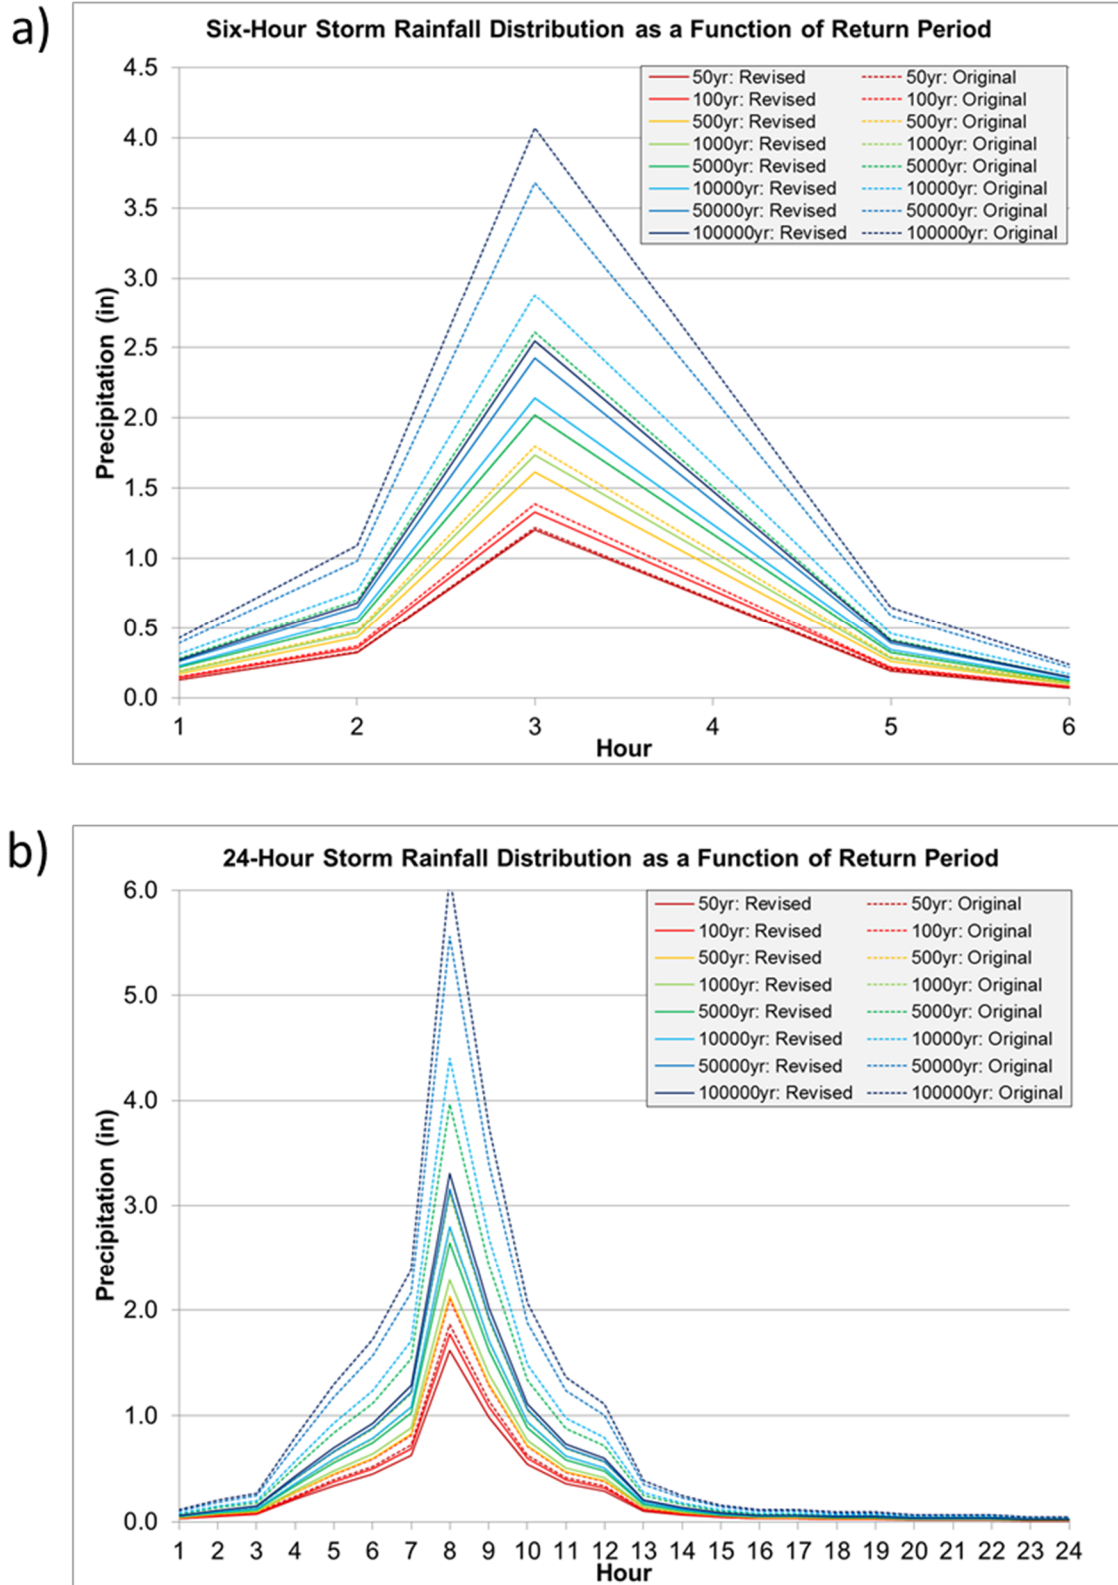 a)
Six-Hour Storm Rainfall Distribution as a Function of Return Period
4.5
4.0
3.5
3.0
2.5
2.0
1.5
1.0
0.5
0.0
Precipitation (in)
50yr: Revised 50yr: Original
100yr: Revised 100yr: Original
500yr: Revised 500yr: Original
1000yr: Revised 1000yr: Original
5000yr: Revised 5000yr: Original
10000yr: Revised 10000yr: Original
50000yr: Revised 50000yr: Original
100000yr: Revised 100000yr: Original
1 2 3 4 5 6
Hour
b)
24-Hour Storm Rainfall Distribution as a Function of Return Period
6.0
5.0
4.0
3.0
2.0
1.0
0.0
Precipitation (in)
50yr: Revised 50yr: Original
100yr: Revised 100yr: Original
500yr: Revised 500yr: Original
1000yr: Revised 1000yr: Original
5000yr: Revised 5000yr: Original
10000yr: Revised 10000yr: Original
50000yr: Revised 50000yr: Original
100000yr: Revised 100000yr: Original
1 2 3 4 5 6 7 8 9 10 11 12 13 14 15 16 17 18 19 20 21 22 23 24
Hour